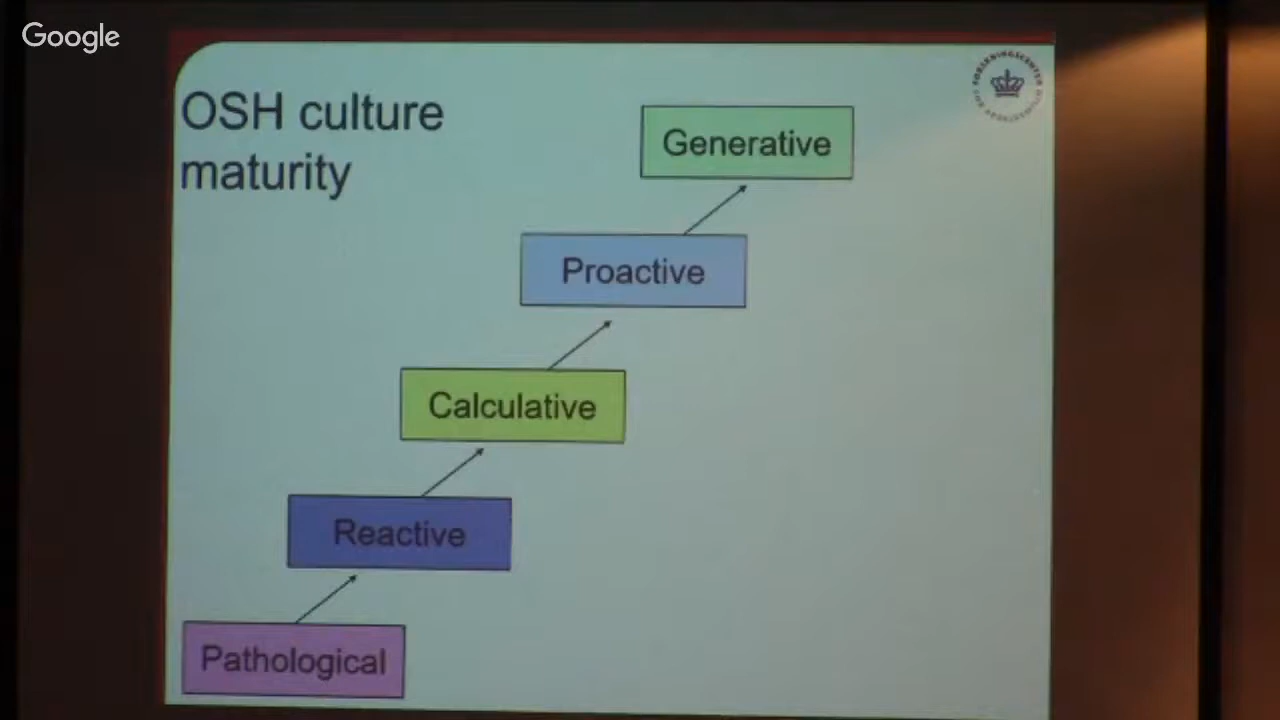 Google
OSH culture
maturity
Generative
Proactive
Calculative
Reactive
Pathological